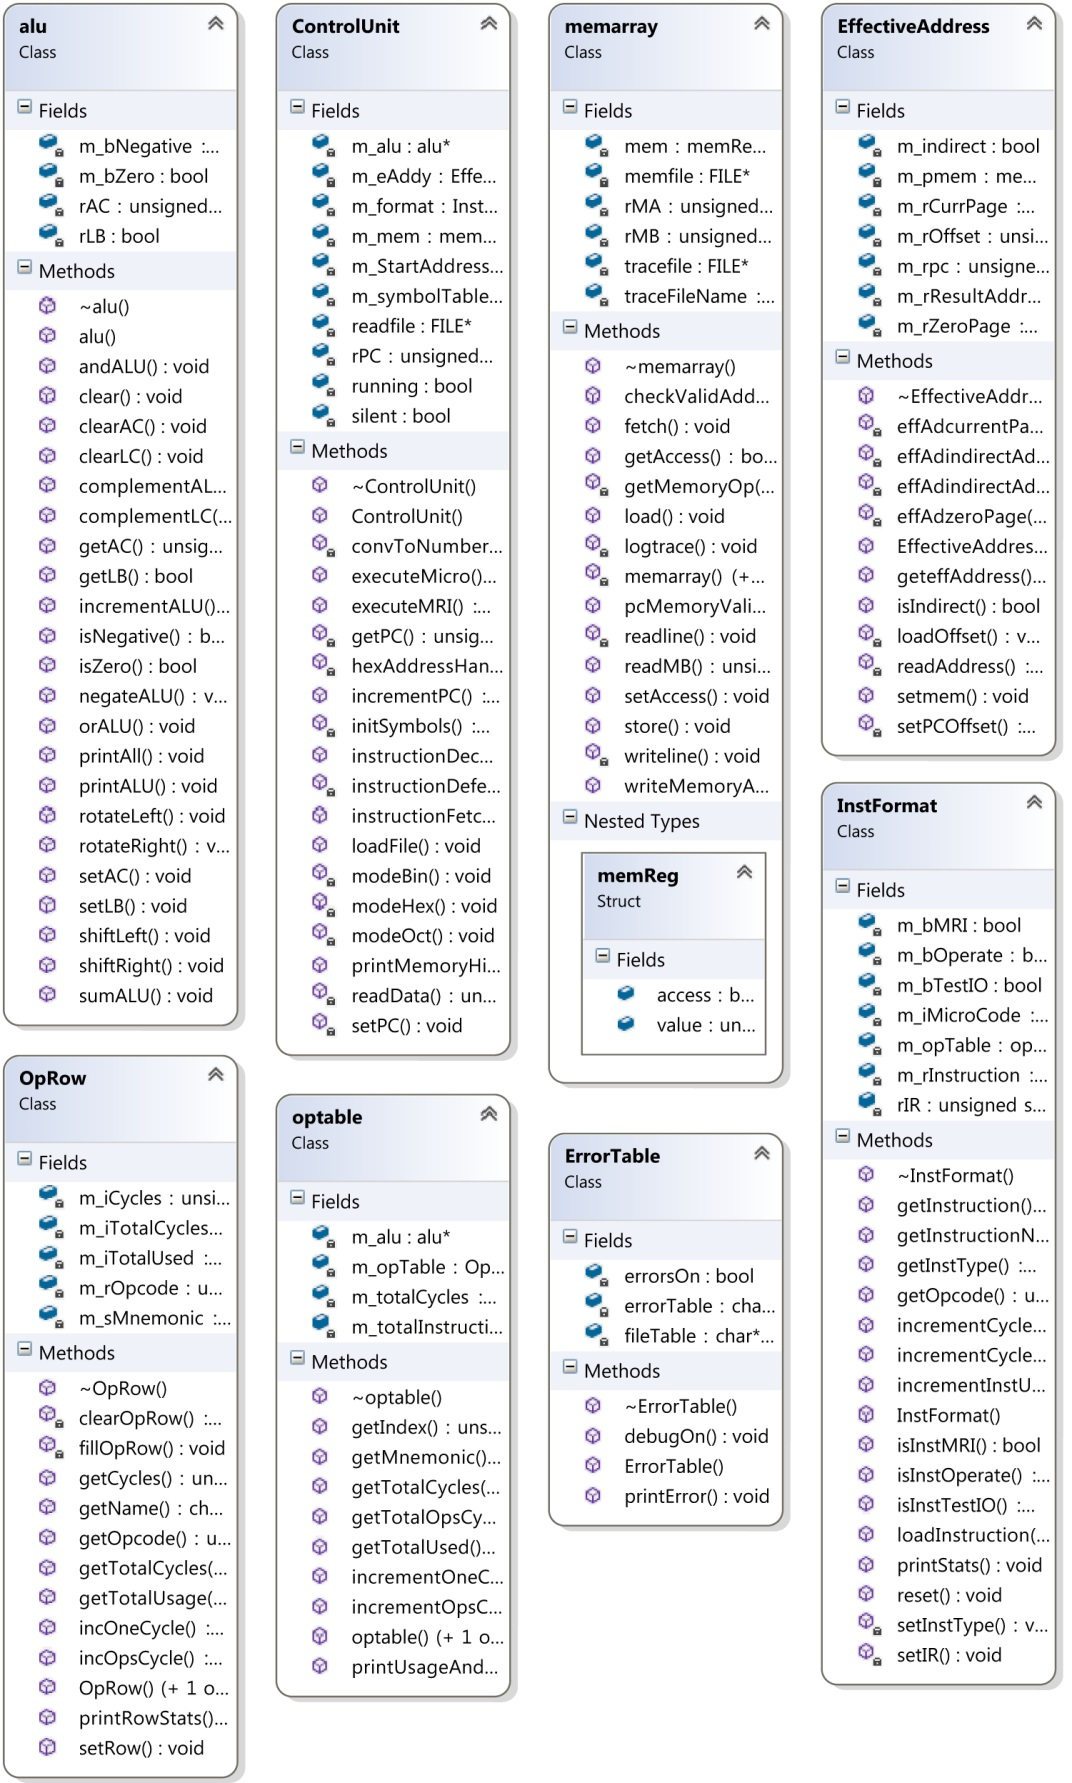 alu
Class
Fields
m_bNegative :...
m_bZero : bool
rAC : unsigned...
rLB : bool
Methods
~alu()
alu()
andALU() : void
clear() : void
clearAC() : void
clearLC() : void
complementAL...
complementLC(...
getAC() : unsig...
getLB() : bool
incrementALU()...
isNegative() : b...
isZero() : bool
negateALU() : v...
orALU() : void
printAll() : void
printALU() : void
rotateLeft() : void
rotateRight() : v...
setAC() : void
setLB() : void
shiftLeft() : void
shiftRight() : void
sumALU() : void
OpRow
Class
Fields
m_iCycles : unsi...
m_iTotalCycles...
m_iTotalUsed :...
m_rOpcode : u...
m_sMnemonic :...
Methods
~OpRow()
clearOpRow() :...
fillOpRow() : void
getCycles() : un...
getName() : ch...
getOpcode() : u...
getTotalCycles(...
getTotalUsage(...
incOneCycle() :...
incOpsCycle() :...
OpRow() (+ 1 o...
printRowStats()...
setRow() : void
ControlUnit
Class
Fields
m_alu : alu*
m_eAddy : Effe...
m_format : Inst...
m_mem : mem...
m_StartAddress...
m_symbolTable...
readfile : FILE*
rPC : unsigned...
running : bool
silent : bool
Methods
~ControlUnit()
ControlUnit()
convToNumber...
executeMicro()...
executeMRI() :...
getPC() : unsig...
hexAddressHan...
incrementPC() :...
initSymbols() :...
instructionDec...
instructionDefe...
instructionFetc...
loadFile() : void
modeBin() : void
modeHex() : void
modeOct() : void
printMemoryHi...
readData() : un...
setPC() : void
optable
Class
Fields
m_alu : alu*
m_opTable : Op...
m_totalCycles :...
m_totalInstructi...
Methods
~optable()
getIndex() : uns...
getMnemonic()...
getTotalCycles(...
getTotalOpsCy...
getTotalUsed()...
incrementOneC...
incrementOpsC...
optable() (+ 1 o...
printUsageAnd...
memarray
Class
Fields
mem : memRe...
memfile : FILE*
rMA : unsigned...
rMB : unsigned...
tracefile : FILE*
traceFileName :...
Methods
~memarray()
checkValidAdd...
fetch() : void
getAccess() : bo...
getMemoryOp(...
load() : void
logtrace() : void
memarray() (+...
pcMemoryVali...
readline() : void
readMB() : unsi...
setAccess() : void
store() : void
writeline() : void
writeMemoryA...
Nested Types
memReg
Struct
Fields
access : b...
value : un...
ErrorTable
Class
Fields
errorsOn : bool
errorTable : cha...
fileTable : char*...
Methods
~ErrorTable()
debugOn() : void
ErrorTable()
printError() : void
EffectiveAddress
Class
Fields
m_indirect : bool
m_pmem : me...
m_rCurrPage :...
m_rOffset : unsi...
m_rpc : unsigne...
m_rResultAddr...
m_rZeroPage :...
Methods
~EffectiveAddr...
effAdcurrentPa...
effAdindirectAd...
effAdindirectAd...
effAdzeroPage(...
EffectiveAddres...
geteffAddress()...
isIndirect() : bool
loadOffset() : v...
readAddress() :...
setmem() : void
setPCOffset() :...
InstFormat
Class
Fields
m_bMRI : bool
m_bOperate : b...
m_bTestIO : bool
m_iMicroCode :...
m_opTable : op...
m_rInstruction :...
rIR : unsigned s...
Methods
~InstFormat()
getInstruction()...
getInstructionN...
getInstType() :...
getOpcode() : u...
incrementCycle...
incrementCycle...
incrementInstU...
InstFormat()
isInstMRI() : bool
isInstOperate() :...
isInstTestIO() :...
loadInstruction(...
printStats() : void
reset() : void
setInstType() : v...
setIR() : void